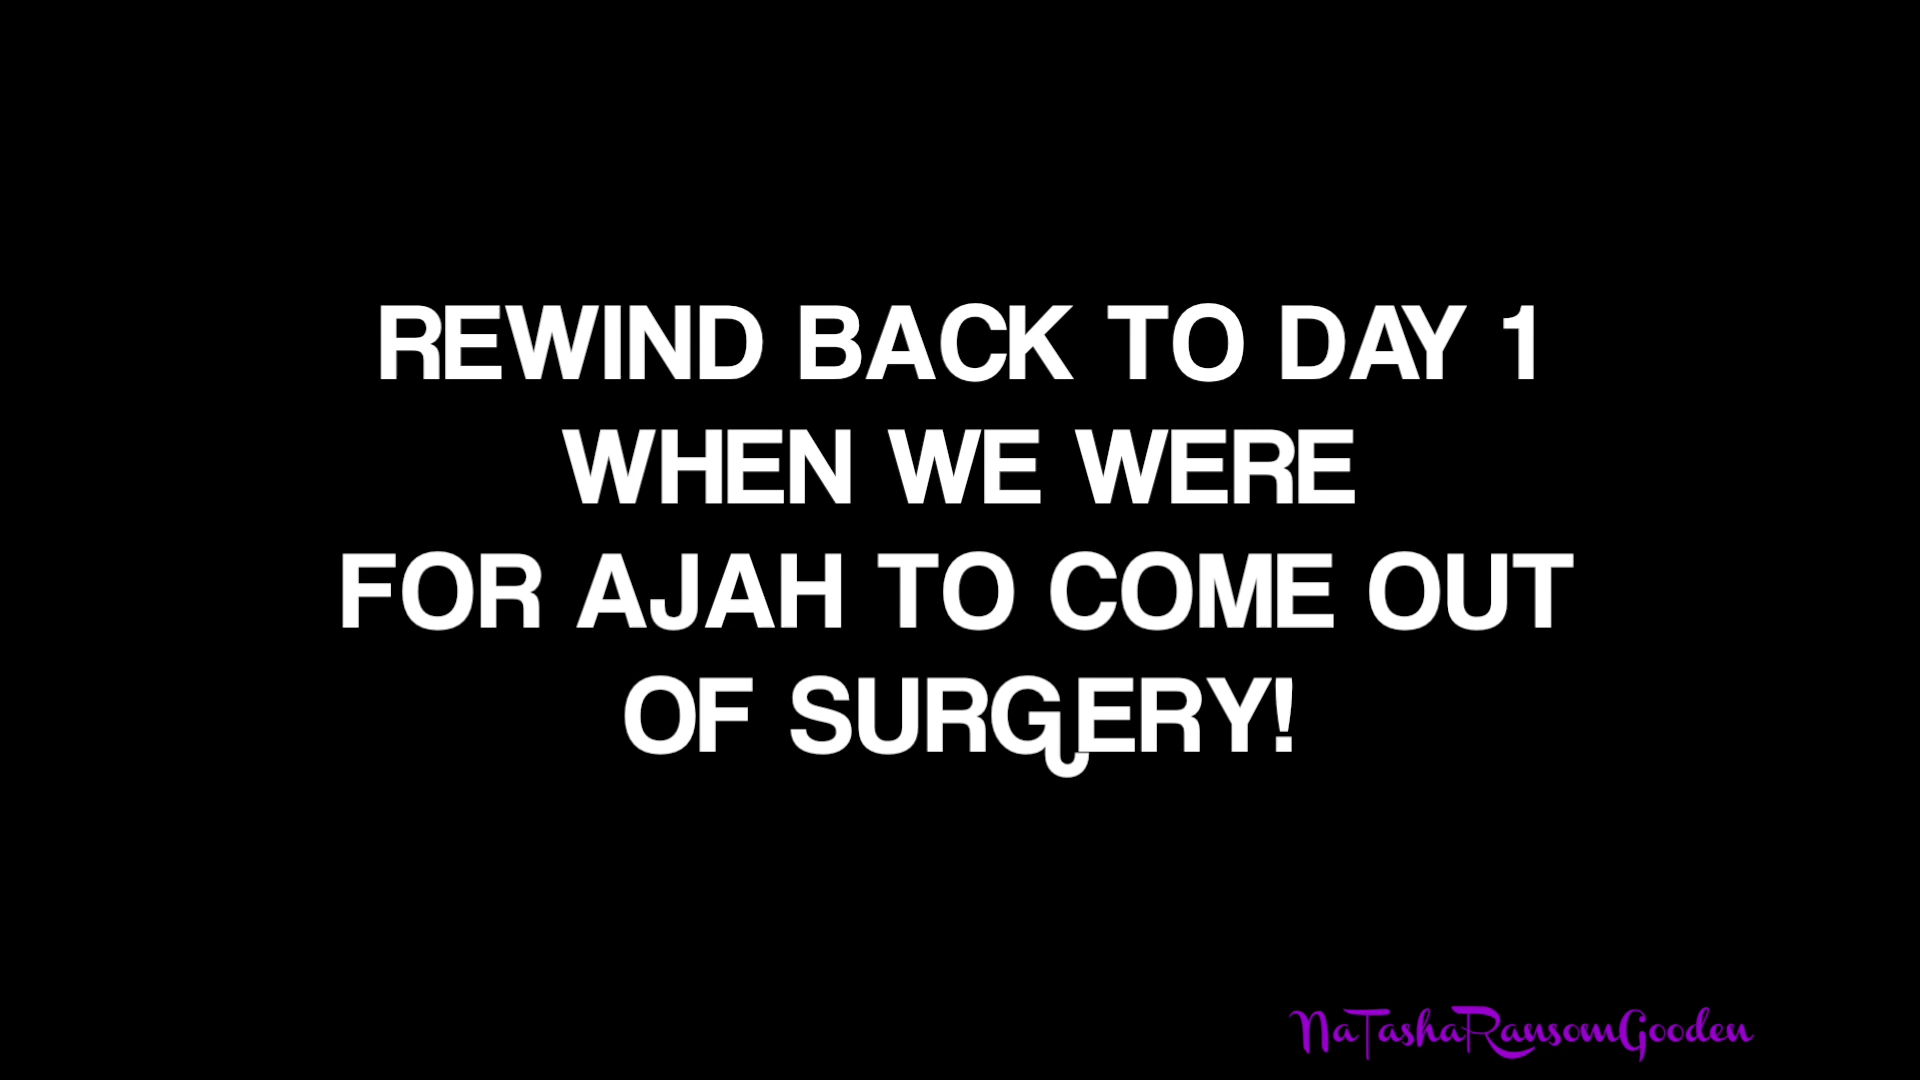 REWIND BACK TO DAY 1
WHEN WE WERE
FOR AJAH TO COME OUT
OF SURGERY!
NaTashaRansomGooden